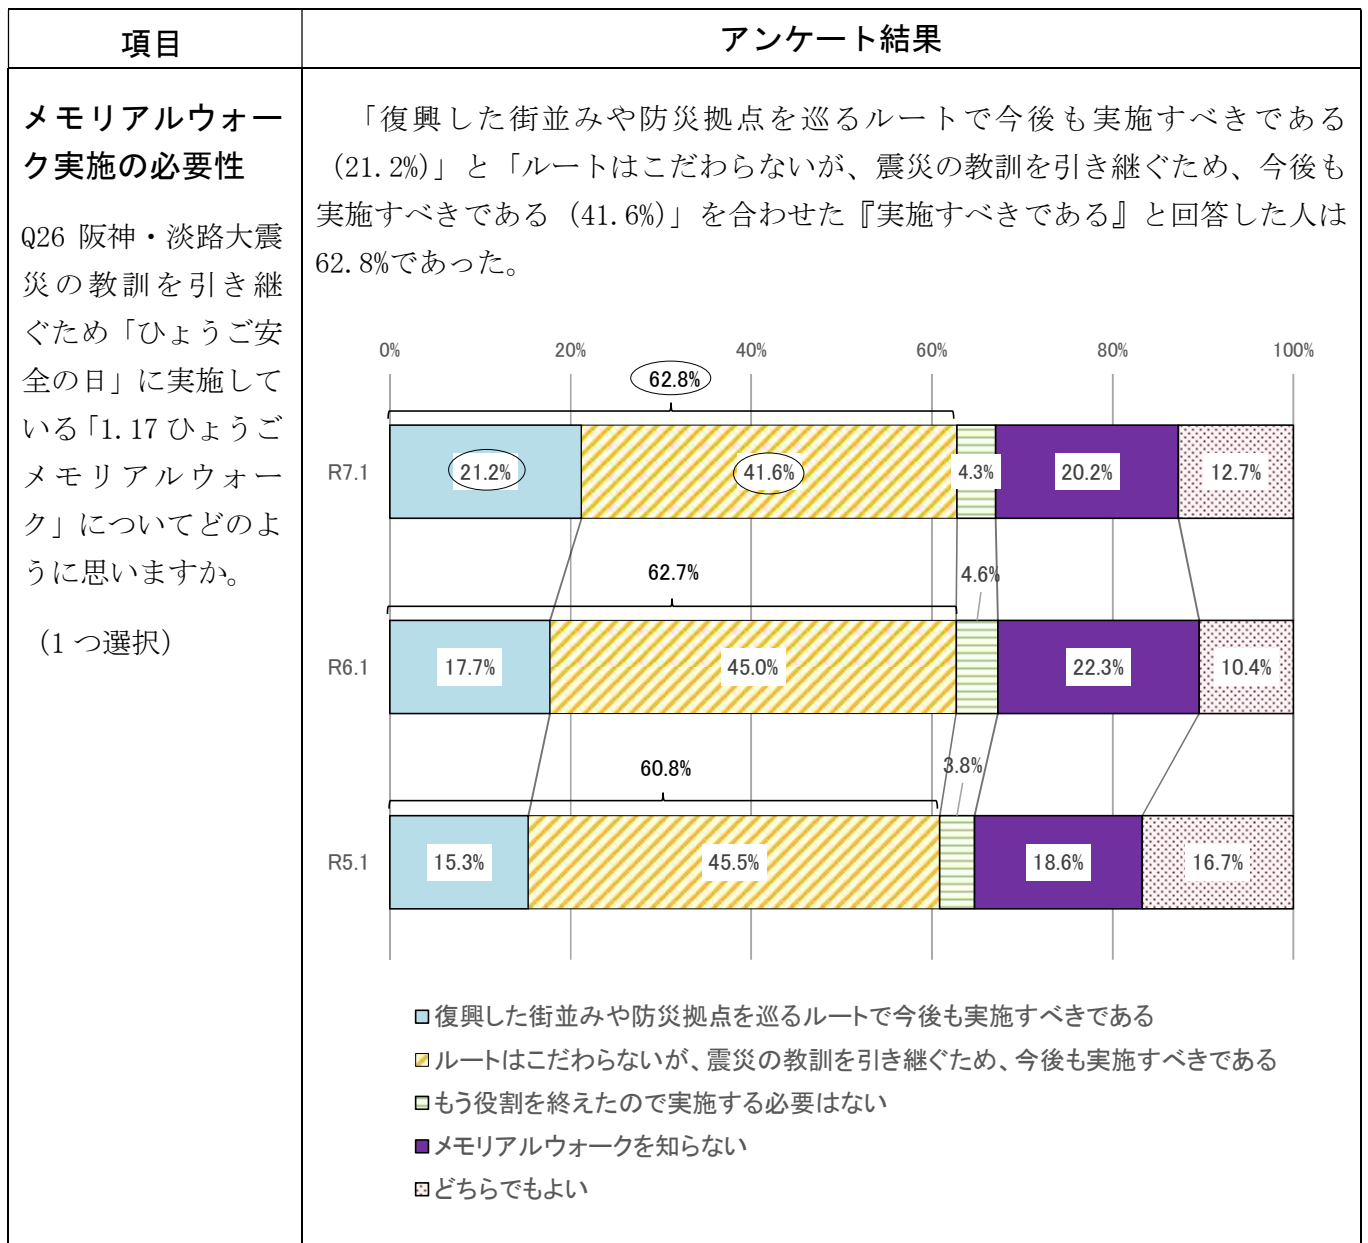 項目
アンケート結果
メモリアルウォー
ク実施の必要性
Q26 阪神・淡路大震
災の教訓を引き継
ぐため「ひょうご安
全の日」に実施して
いる「1.17 ひょうご
メモリアルウォー
ク」についてどのよ
うに思いますか。
（1 つ選択）
「復興した街並みや防災拠点を巡るルートで今後も実施すべきである
（21.2%）」と「ルートはこだわらないが、震災の教訓を引き継ぐため、今後も
実施すべきである（41.6%）」を合わせた『実施すべきである』と回答した人は
62.8%であった。
0% 20% 40% 60% 80% 100%
62.8%
R7.1 21.2% 41.6% 4.3% 20.2% 12.7%
62.7% 4.6%
R6.1 17.7% 45.0% 22.3% 10.4%
60.8% 3.8%
R5.1 15.3% 45.5% 18.6% 16.7%
復興した街並みや防災拠点を巡るルートで今後も実施すべきである
ルートはこだわらないが、震災の教訓を引き継ぐため、今後も実施すべきである
もう役割を終えたので実施する必要はない
メモリアルウォークを知らない
どちらでもよい